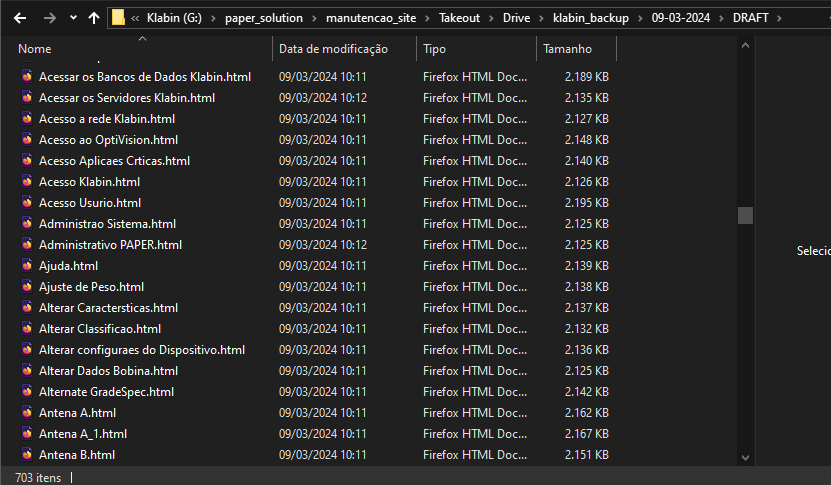 Klabin (G:) > paper_solution > manutencao_site > Takeout > Drive > klabin_backup > 09-03-2024 > DRAFT >
Nome Data de modificação Tipo Tamanho
Acessar os Bancos de Dados Klabin.html 09/03/2024 10:11 Firefox HTML Doc... 2.189 KB
Acessar os Servidores Klabin.html 09/03/2024 10:12 Firefox HTML Doc... 2.135 KB
Acesso a rede Klabin.html 09/03/2024 10:11 Firefox HTML Doc... 2.127 KB
Acesso ao OptiVision.html 09/03/2024 10:11 Firefox HTML Doc... 2.148 KB
Acesso Aplicaes Crticas.html 09/03/2024 10:11 Firefox HTML Doc... 2.140 KB
Acesso Klabin.html 09/03/2024 10:11 Firefox HTML Doc... 2.126 KB
Acesso Usurio.html 09/03/2024 10:11 Firefox HTML Doc... 2.195 KB
Administrao Sistema.html 09/03/2024 10:11 Firefox HTML Doc... 2.125 KB
Administrativo PAPER.html 09/03/2024 10:12 Firefox HTML Doc... 2.125 KB
Ajuda.html 09/03/2024 10:11 Firefox HTML Doc... 2.139 KB
Selecio
Ajuste de Peso.html 09/03/2024 10:11 Firefox HTML Doc... 2.138 KB
Alterar Caractersticas.html 09/03/2024 10:11 Firefox HTML Doc... 2.137 KB
Alterar Classificao.html 09/03/2024 10:11 Firefox HTML Doc... 2.132 KB
Alterar configuraes do Dispositivo.html 09/03/2024 10:11 Firefox HTML Doc... 2.136 KB
Alterar Dados Bobina.html 09/03/2024 10:11 Firefox HTML Doc... 2.125 KB
Alternate GradeSpec.html 09/03/2024 10:11 Firefox HTML Doc... 2.142 KB
Antena A.html 09/03/2024 10:11 Firefox HTML Doc... 2.162 KB
Antena A_1.html 09/03/2024 10:11 Firefox HTML Doc... 2.167 KB
Antena B.html 09/03/2024 10:11 Firefox HTML Doc... 2.151 KB
703 itens